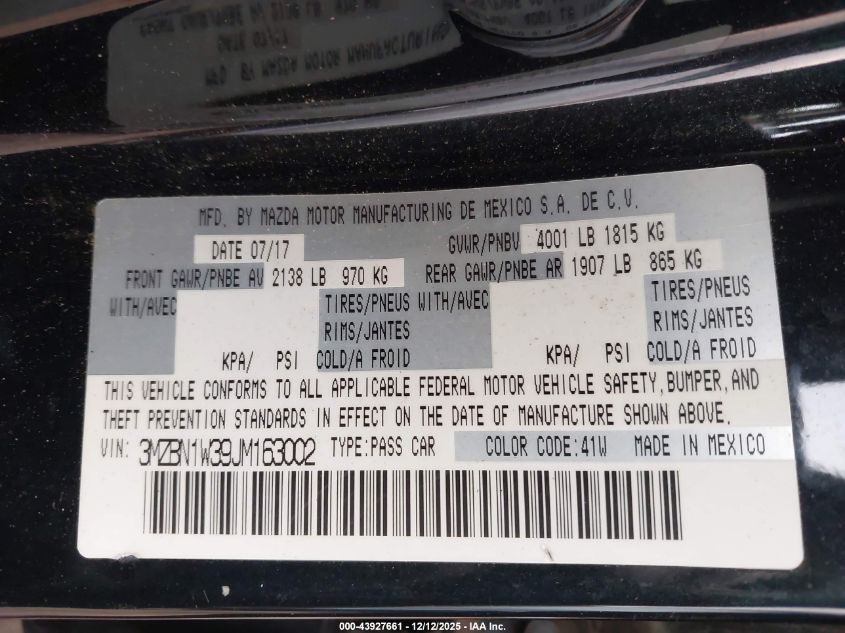 MFD. BY MAZDA MOTOR MANUFACTURING DE MEXICO S.A. DE C.V.
DATE 07/17 GVWR/PNBV 4001 LB 1815 KG
FRONT GAWR/PNBE AV 2138 LB 970 KG REAR GAWR/PNBE AR 1907 LB 865 KG
WITH/AVEC TIRES/PNEUS WITH/AVEC TIRES/PNEUS
RIMS/JANTES RIMS/JANTES
KPA/ PSI COLD/A FROID KPA/ PSI COLD/A FROID
THIS VEHICLE CONFORMS TO ALL APPLICABLE FEDERAL MOTOR VEHICLE SAFETY, BUMPER, AND
THEFT PREVENTION STANDARDS IN EFFECT ON THE DATE OF MANUFACTURE SHOWN ABOVE.
VIN: 3MZBN1W39JM163002 TYPE:PASS CAR COLOR CODE:41W MADE IN MEXICO
000-43927661 - 12/12/2025 - IAA Inc.